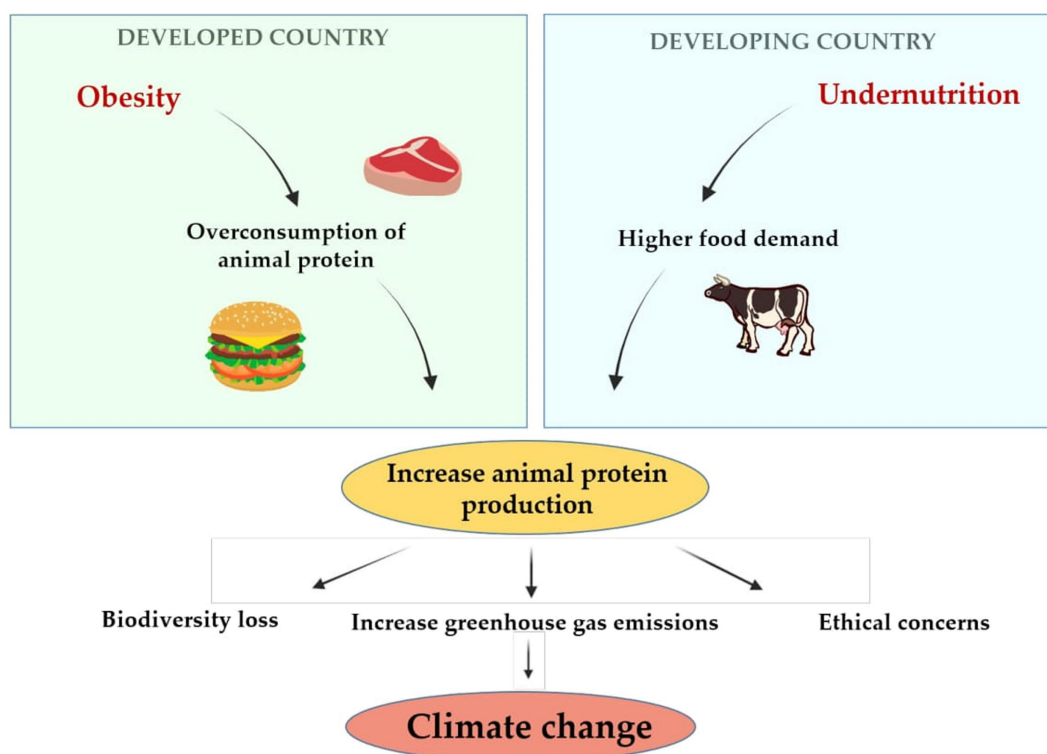 DEVELOPED COUNTRY
Obesity
Overconsumption of
animal protein
DEVELOPING COUNTRY
Undernutrition
Higher food demand
Increase animal protein
production
Biodiversity loss
Increase greenhouse gas emissions
Ethical concerns
Climate change